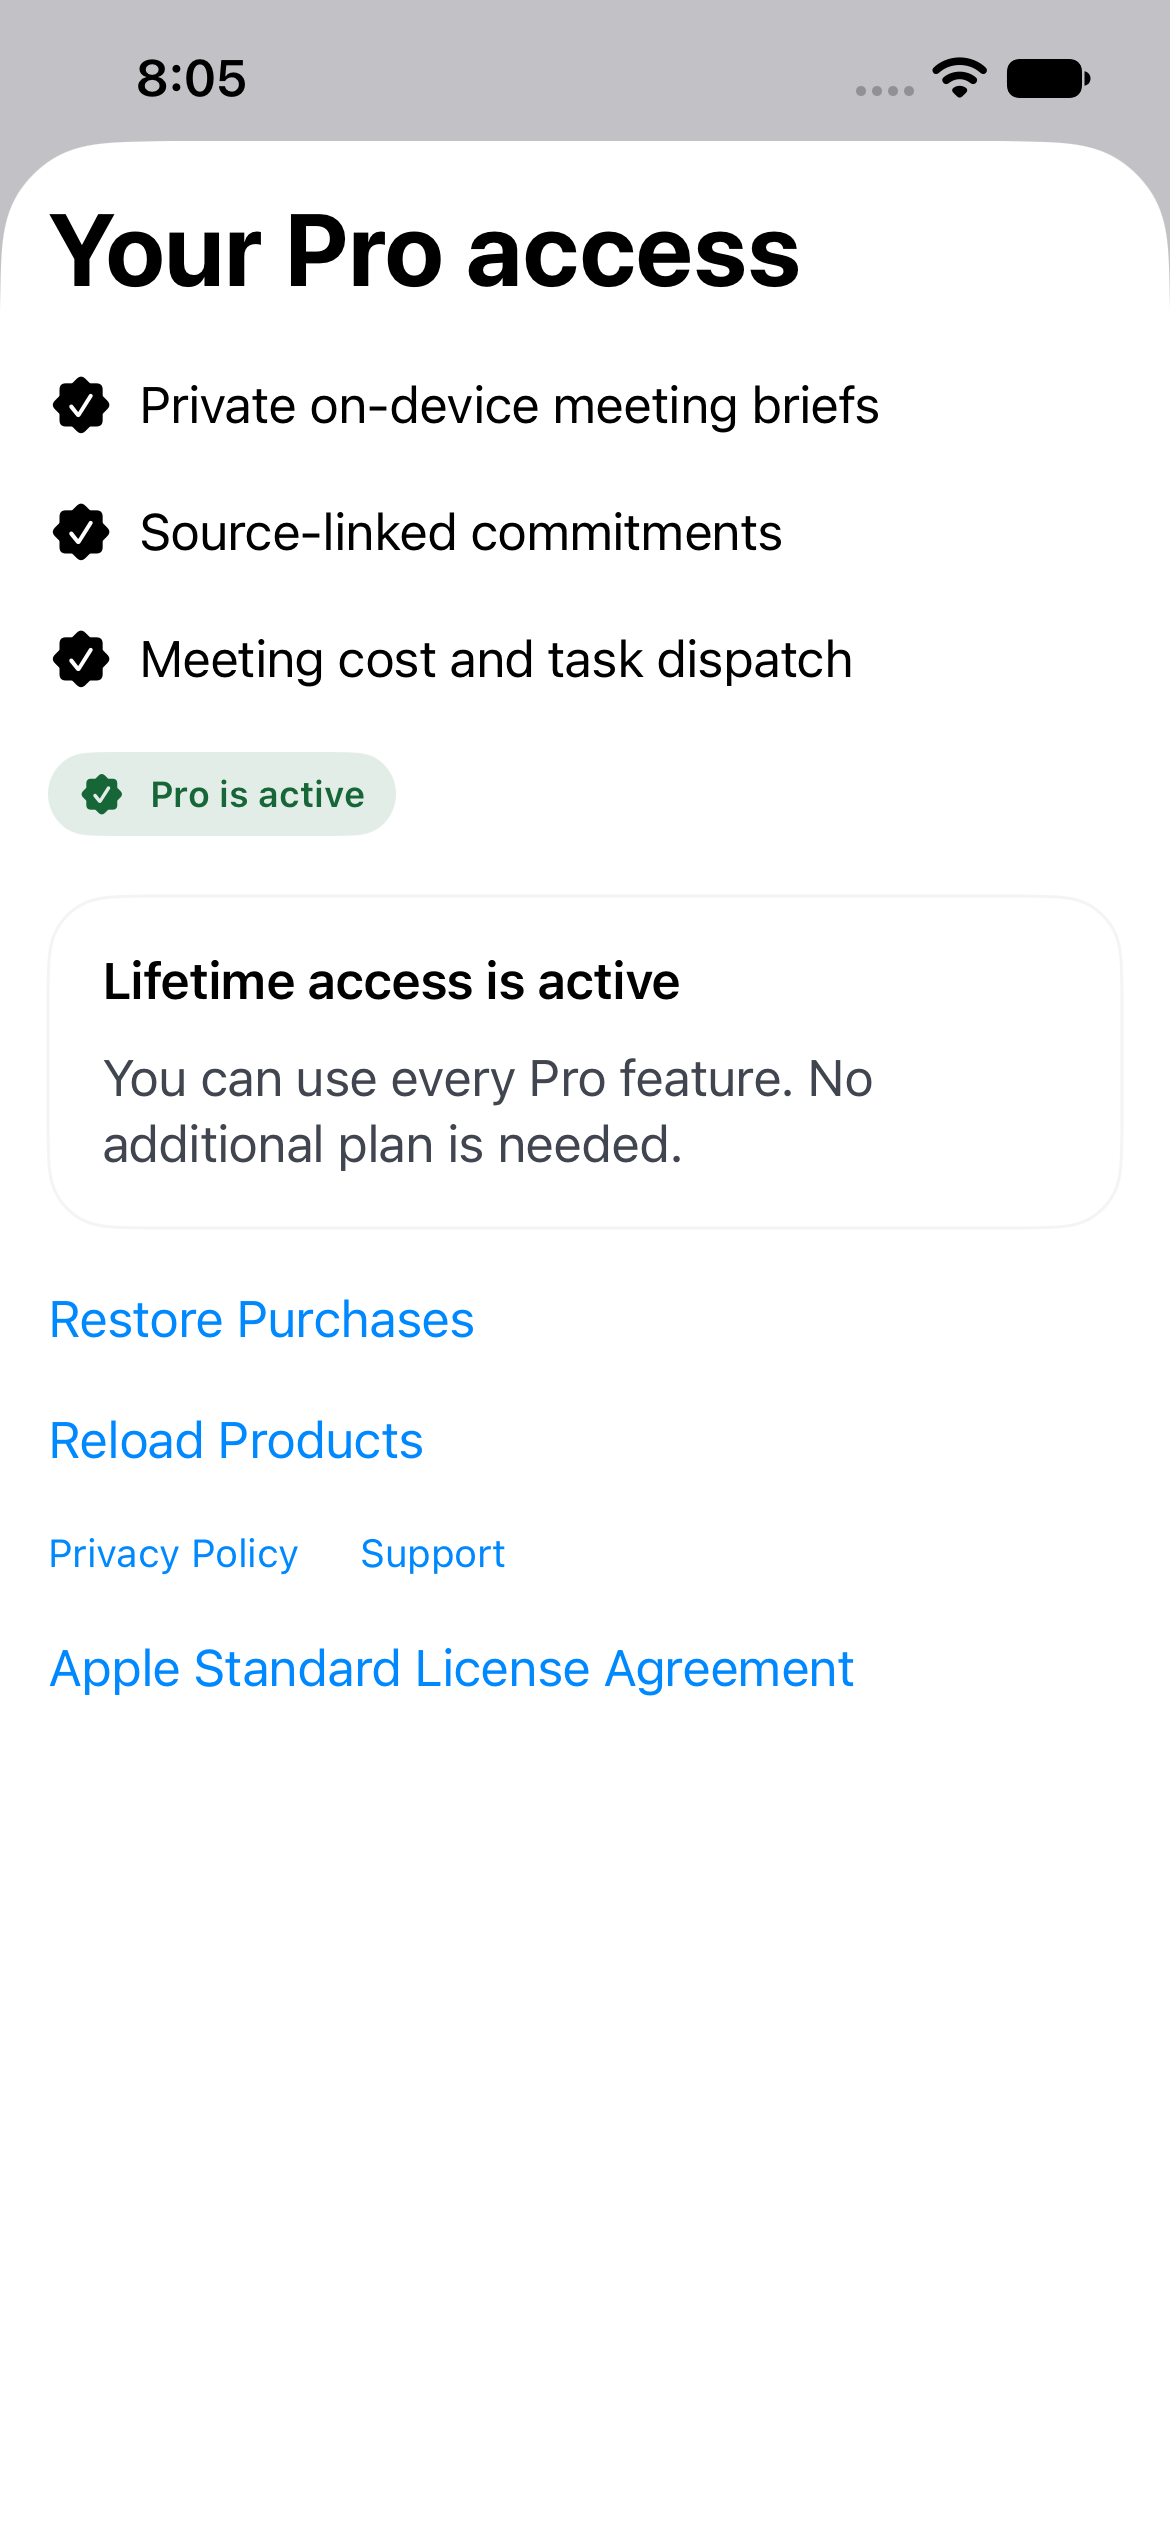 8:05
Your Pro access
Private on-device meeting briefs
Source-linked commitments
Meeting cost and task dispatch
Pro is active
Lifetime access is active
You can use every Pro feature. No
additional plan is needed.
Restore Purchases
Reload Products
Privacy Policy Support
Apple Standard License Agreement